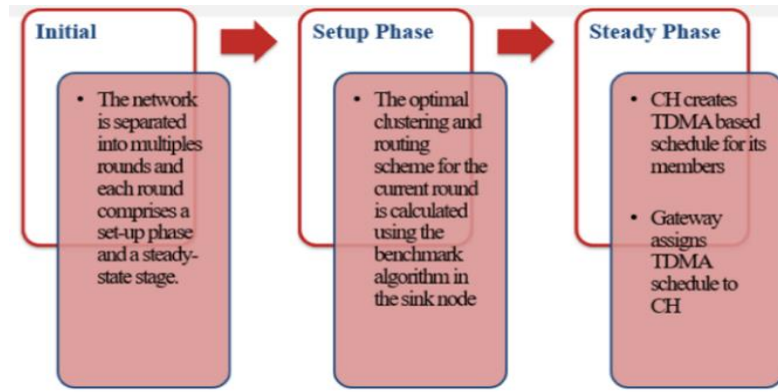 Initial
• The network
is separated
into multiples
rounds and
each round
comprises a
set-up phase
and a steady-
state stage.
Setup Phase
• The optimal
clustering and
routing
scheme for the
current round
is calculated
using the
benchmark
algorithm in
the sink node
Steady Phase
• CH creates
TDMA based
schedule for its
members
• Gateway
assigns
TDMA
schedule to
CH